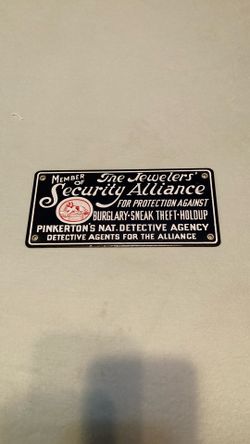 MEMBER OF The Jewelers'
Security Alliance
FOR PROTECTION AGAINST
BURGLARY·SNEAK THEFT·HOLDUP
PINKERTON'S NAT. DETECTIVE AGENCY
DETECTIVE AGENTS FOR THE ALLIANCE